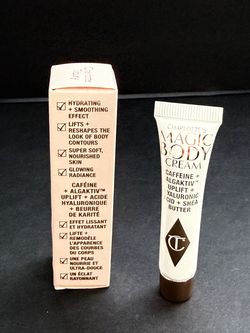 HYDRATING
+ SMOOTHING
EFFECT
LIFTS +
RESHAPES THE
LOOK OF BODY
CONTOURS
SUPER SOFT,
NOURISHED
SKIN
GLOWING
RADIANCE
CAFÉINE
+ ALGAKTIV™
UPLIFT + ACIDE
HYALURONIQUE
+ BEURRE
DE KARITÉ
EFFET LISSANT
ET HYDRATANT
LIFTE +
REMODÈLE
L'APPARENCE
DES COURBES
DU CORPS
UNE PEAU
NOURRIE ET
ULTRA-DOUCE
UN ÉCLAT
RAYONNANT
CHARLOTTE'S
MAGIC
BODY
CREAM
CAFFEINE +
ALGAKTIV™
UPLIFT +
HYALURONIC
ACID + SHEA
BUTTER
CT